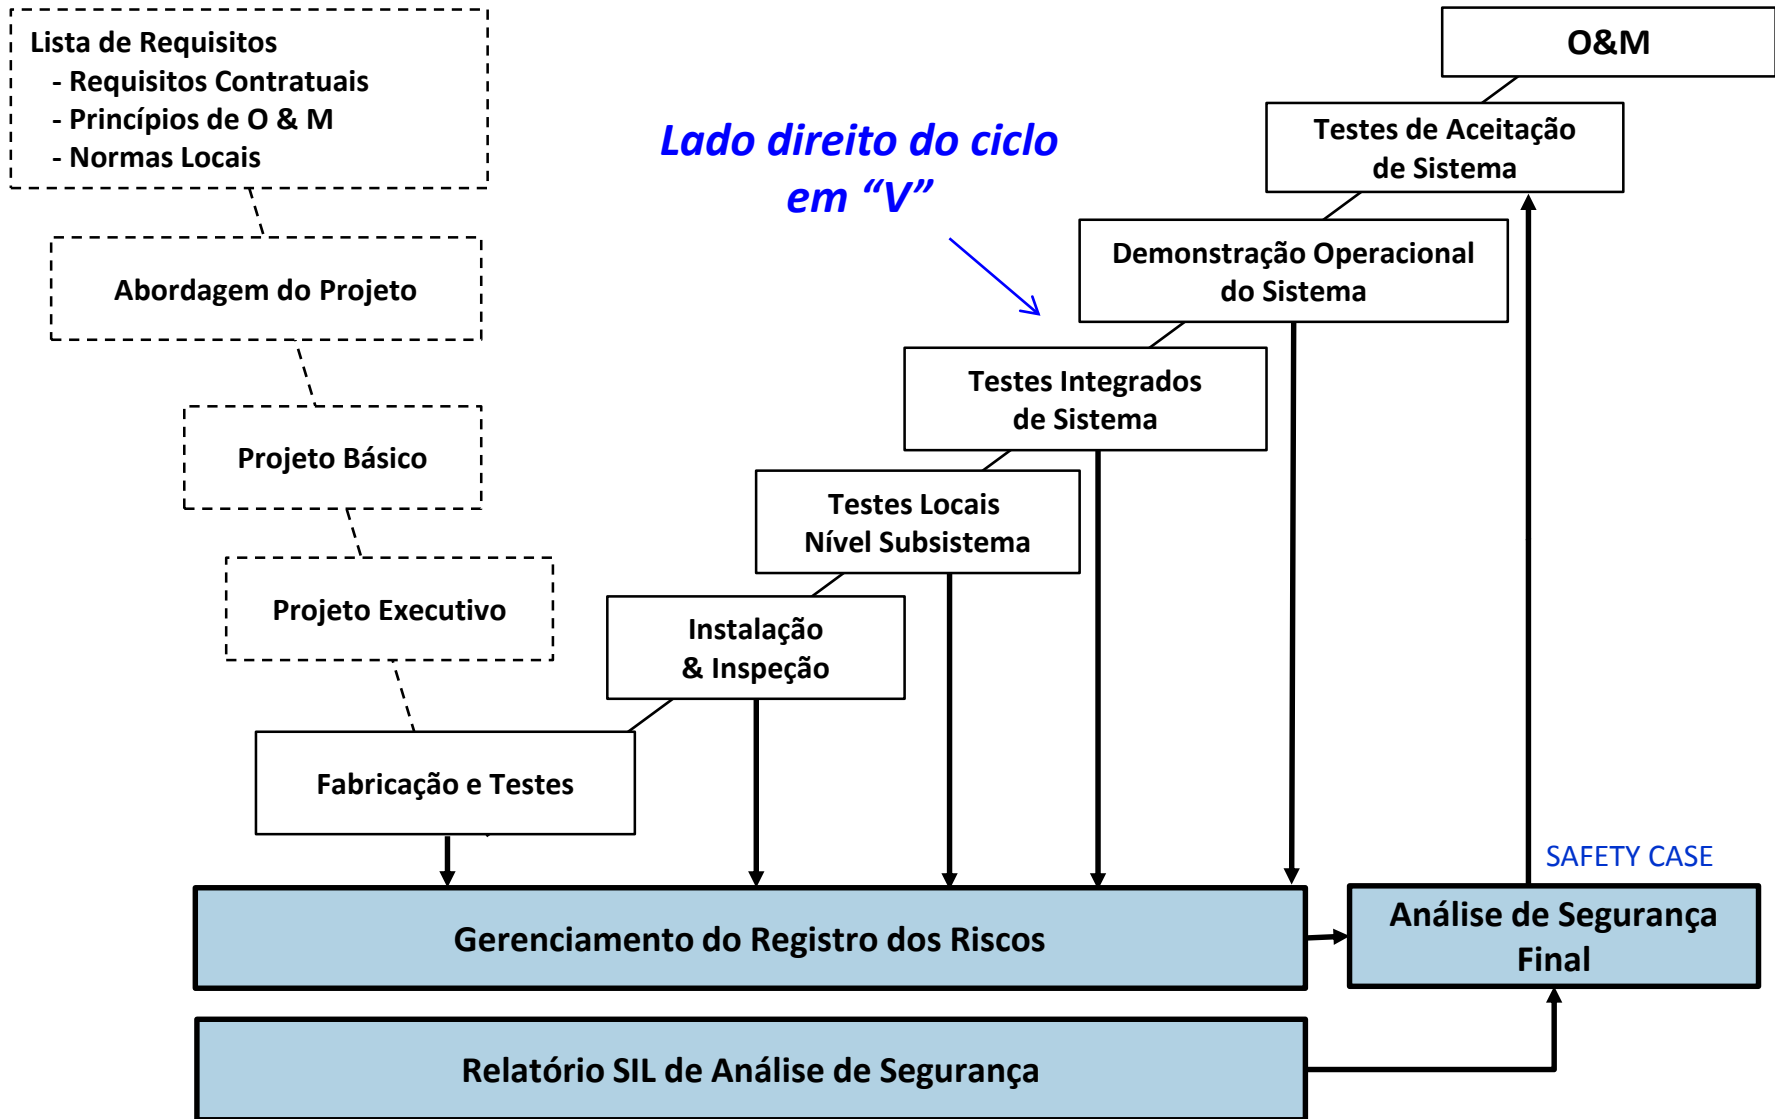 Lista de Requisitos
- Requisitos Contratuais
- Princípios de O & M
- Normas Locais
Abordagem do Projeto
Projeto Básico
Projeto Executivo
Fabricação e Testes
Lado direito do ciclo
em “V”
O&M
Testes de Aceitação
de Sistema
Demonstração Operacional
do Sistema
Testes Integrados
de Sistema
Testes Locais
Nível Subsistema
Instalação
& Inspeção
SAFETY CASE
Gerenciamento do Registro dos Riscos
Análise de Segurança
Final
Relatório SIL de Análise de Segurança